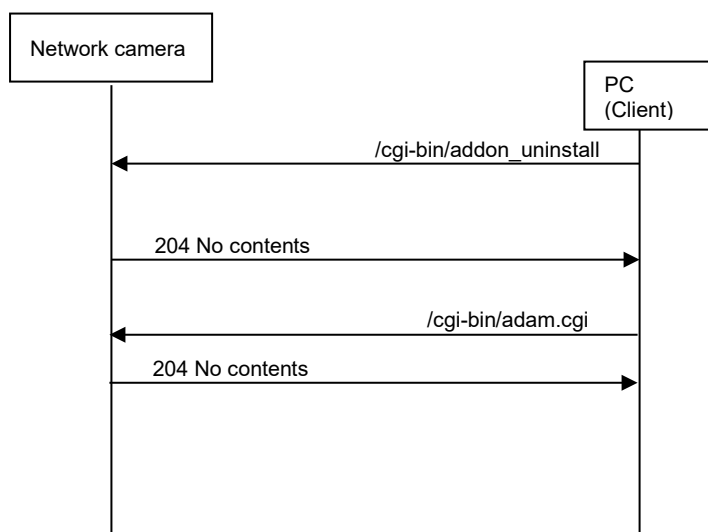 Network camera
PC
(Client)
/cgi-bin/addon_uninstall
204 No contents
/cgi-bin/adam.cgi
204 No contents